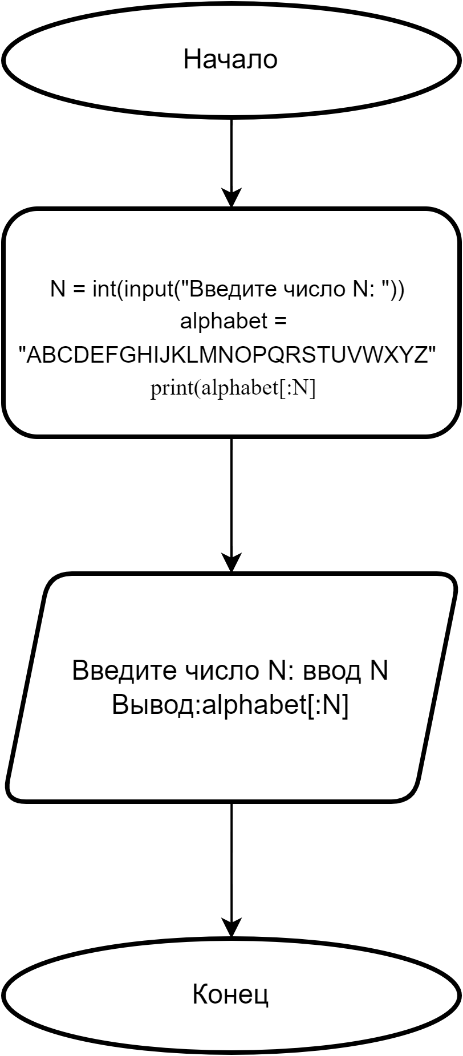 Начало
N = int(input("Введите число N: "))
alphabet =
"ABCDEFGHIJKLMNOPQRSTUVWXYZ"
print(alphabet[:N]
Введите число N: ввод N
Вывод:alphabet[:N]
Конец